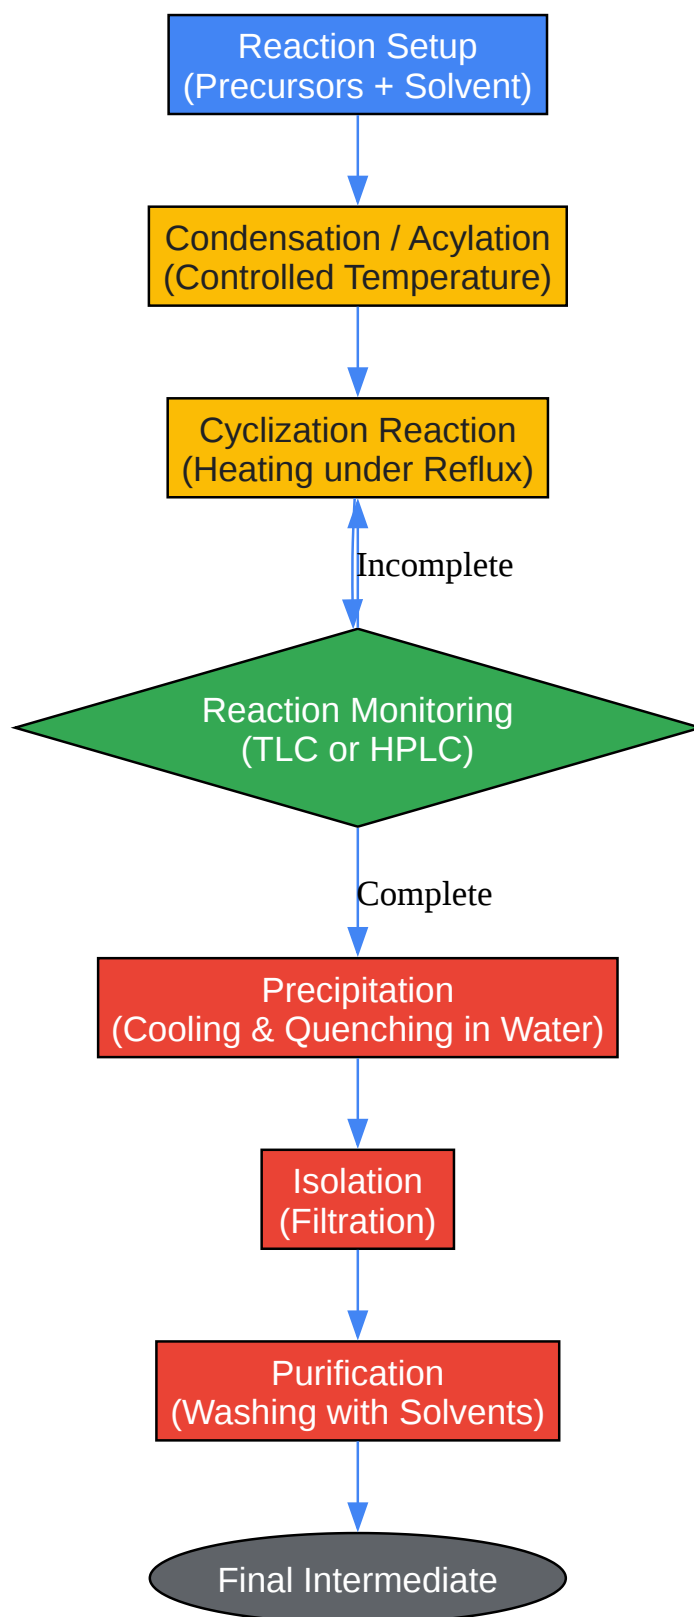 Reaction Setup
(Precursors + Solvent)
Condensation / Acylation
(Controlled Temperature)
Cyclization Reaction
(Heating under Reflux)
Incomplete
Reaction Monitoring
(TLC or HPLC)
Complete
Precipitation
(Cooling & Quenching in Water)
Isolation
(Filtration)
Purification
(Washing with Solvents)
Final Intermediate